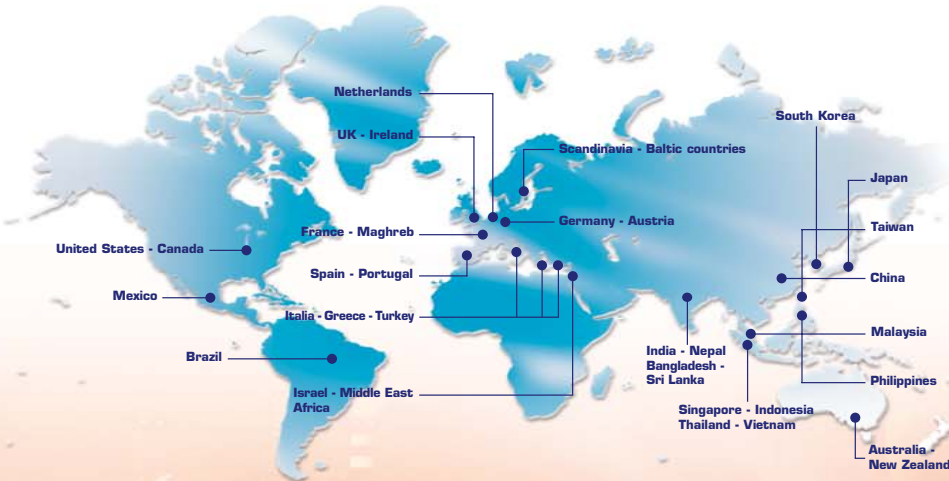 Netherlands
South Korea
UK - Ireland
Scandinavia - Baltic countries
Japan
Germany - Austria
Taiwan
France - Maghreb
United States - Canada
Spain - Portugal
China
Mexico
Italia - Greece - Turkey
Malaysia
Brazil
India - Nepal
Bangladesh -
Sri Lanka
Philippines
Israel - Middle East
Africa
Singapore - Indonesia
Thailand - Vietnam
Australia -
New Zealand